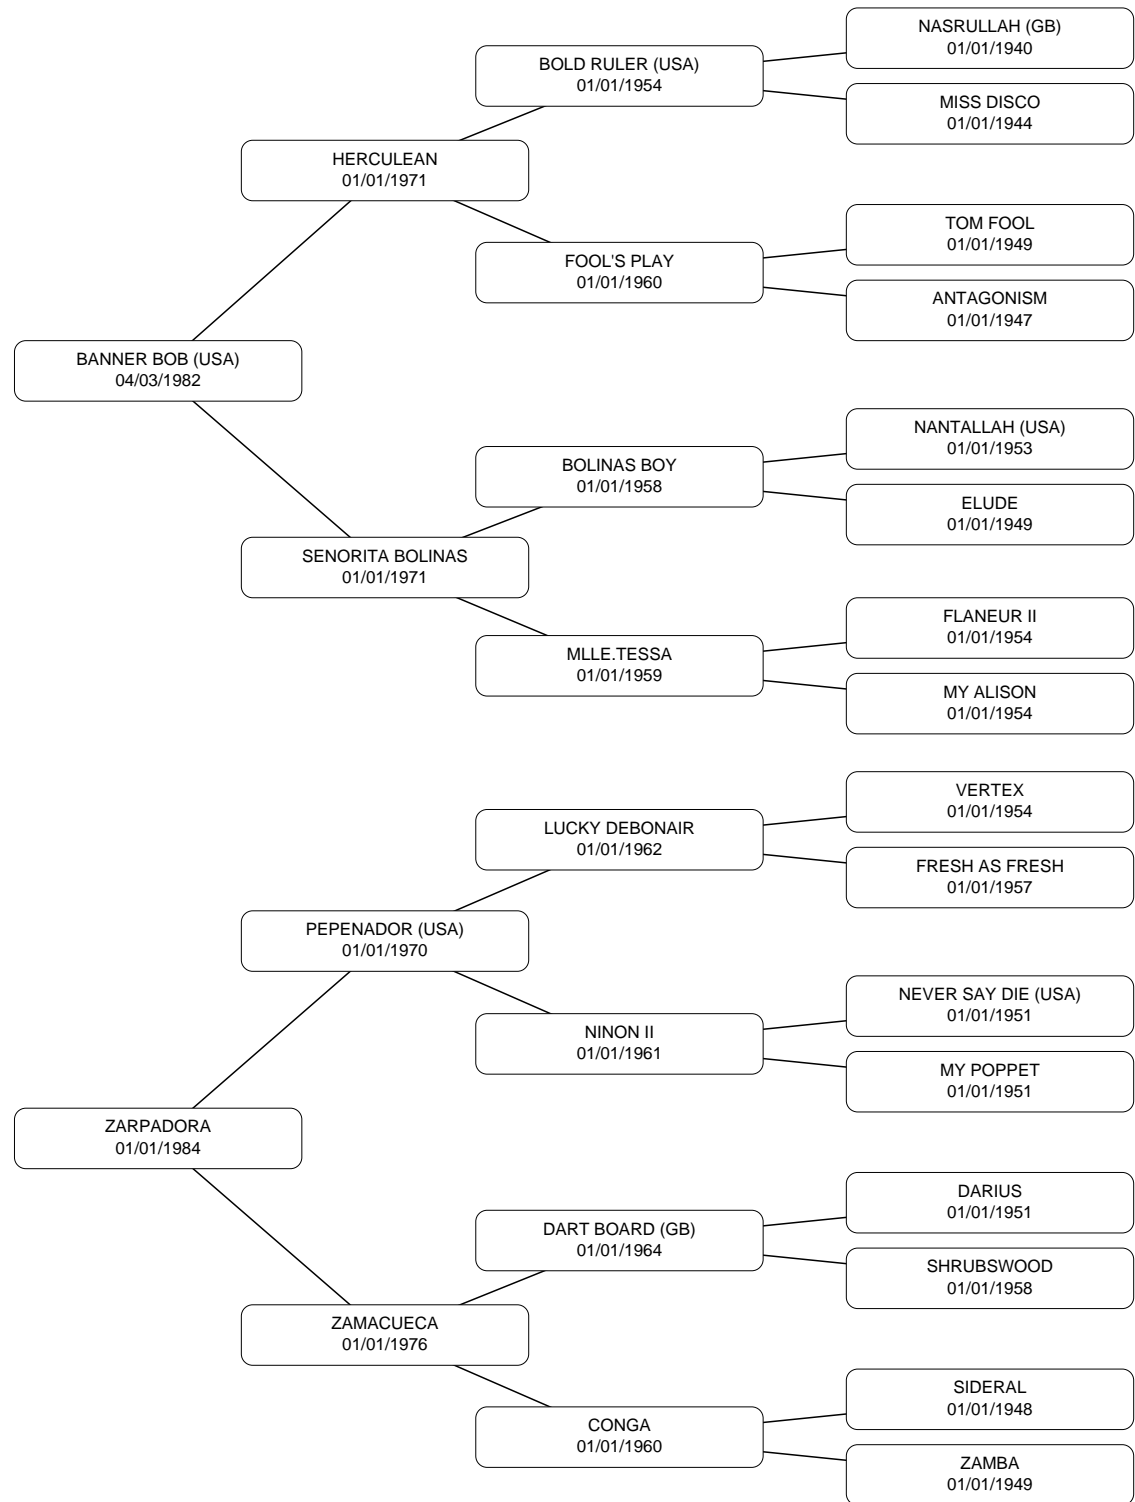 NASRULLAH (GB)
01/01/1940
BOLD RULER (USA)
01/01/1954
MISS DISCO
01/01/1944
HERCULEAN
01/01/1971
TOM FOOL
01/01/1949
FOOL'S PLAY
01/01/1960
ANTAGONISM
01/01/1947
BANNER BOB (USA)
04/03/1982
NANTALLAH (USA)
01/01/1953
BOLINAS BOY
01/01/1958
ELUDE
01/01/1949
SENORITA BOLINAS
01/01/1971
FLANEUR II
01/01/1954
MLLE.TESSA
01/01/1959
MY ALISON
01/01/1954
VERTEX
01/01/1954
LUCKY DEBONAIR
01/01/1962
FRESH AS FRESH
01/01/1957
PEPENADOR (USA)
01/01/1970
NEVER SAY DIE (USA)
01/01/1951
NINON II
01/01/1961
MY POPPET
01/01/1951
ZARPADORA
01/01/1984
DARIUS
01/01/1951
DART BOARD (GB)
01/01/1964
SHRUBSWOOD
01/01/1958
ZAMACUECA
01/01/1976
SIDERAL
01/01/1948
CONGA
01/01/1960
ZAMBA
01/01/1949